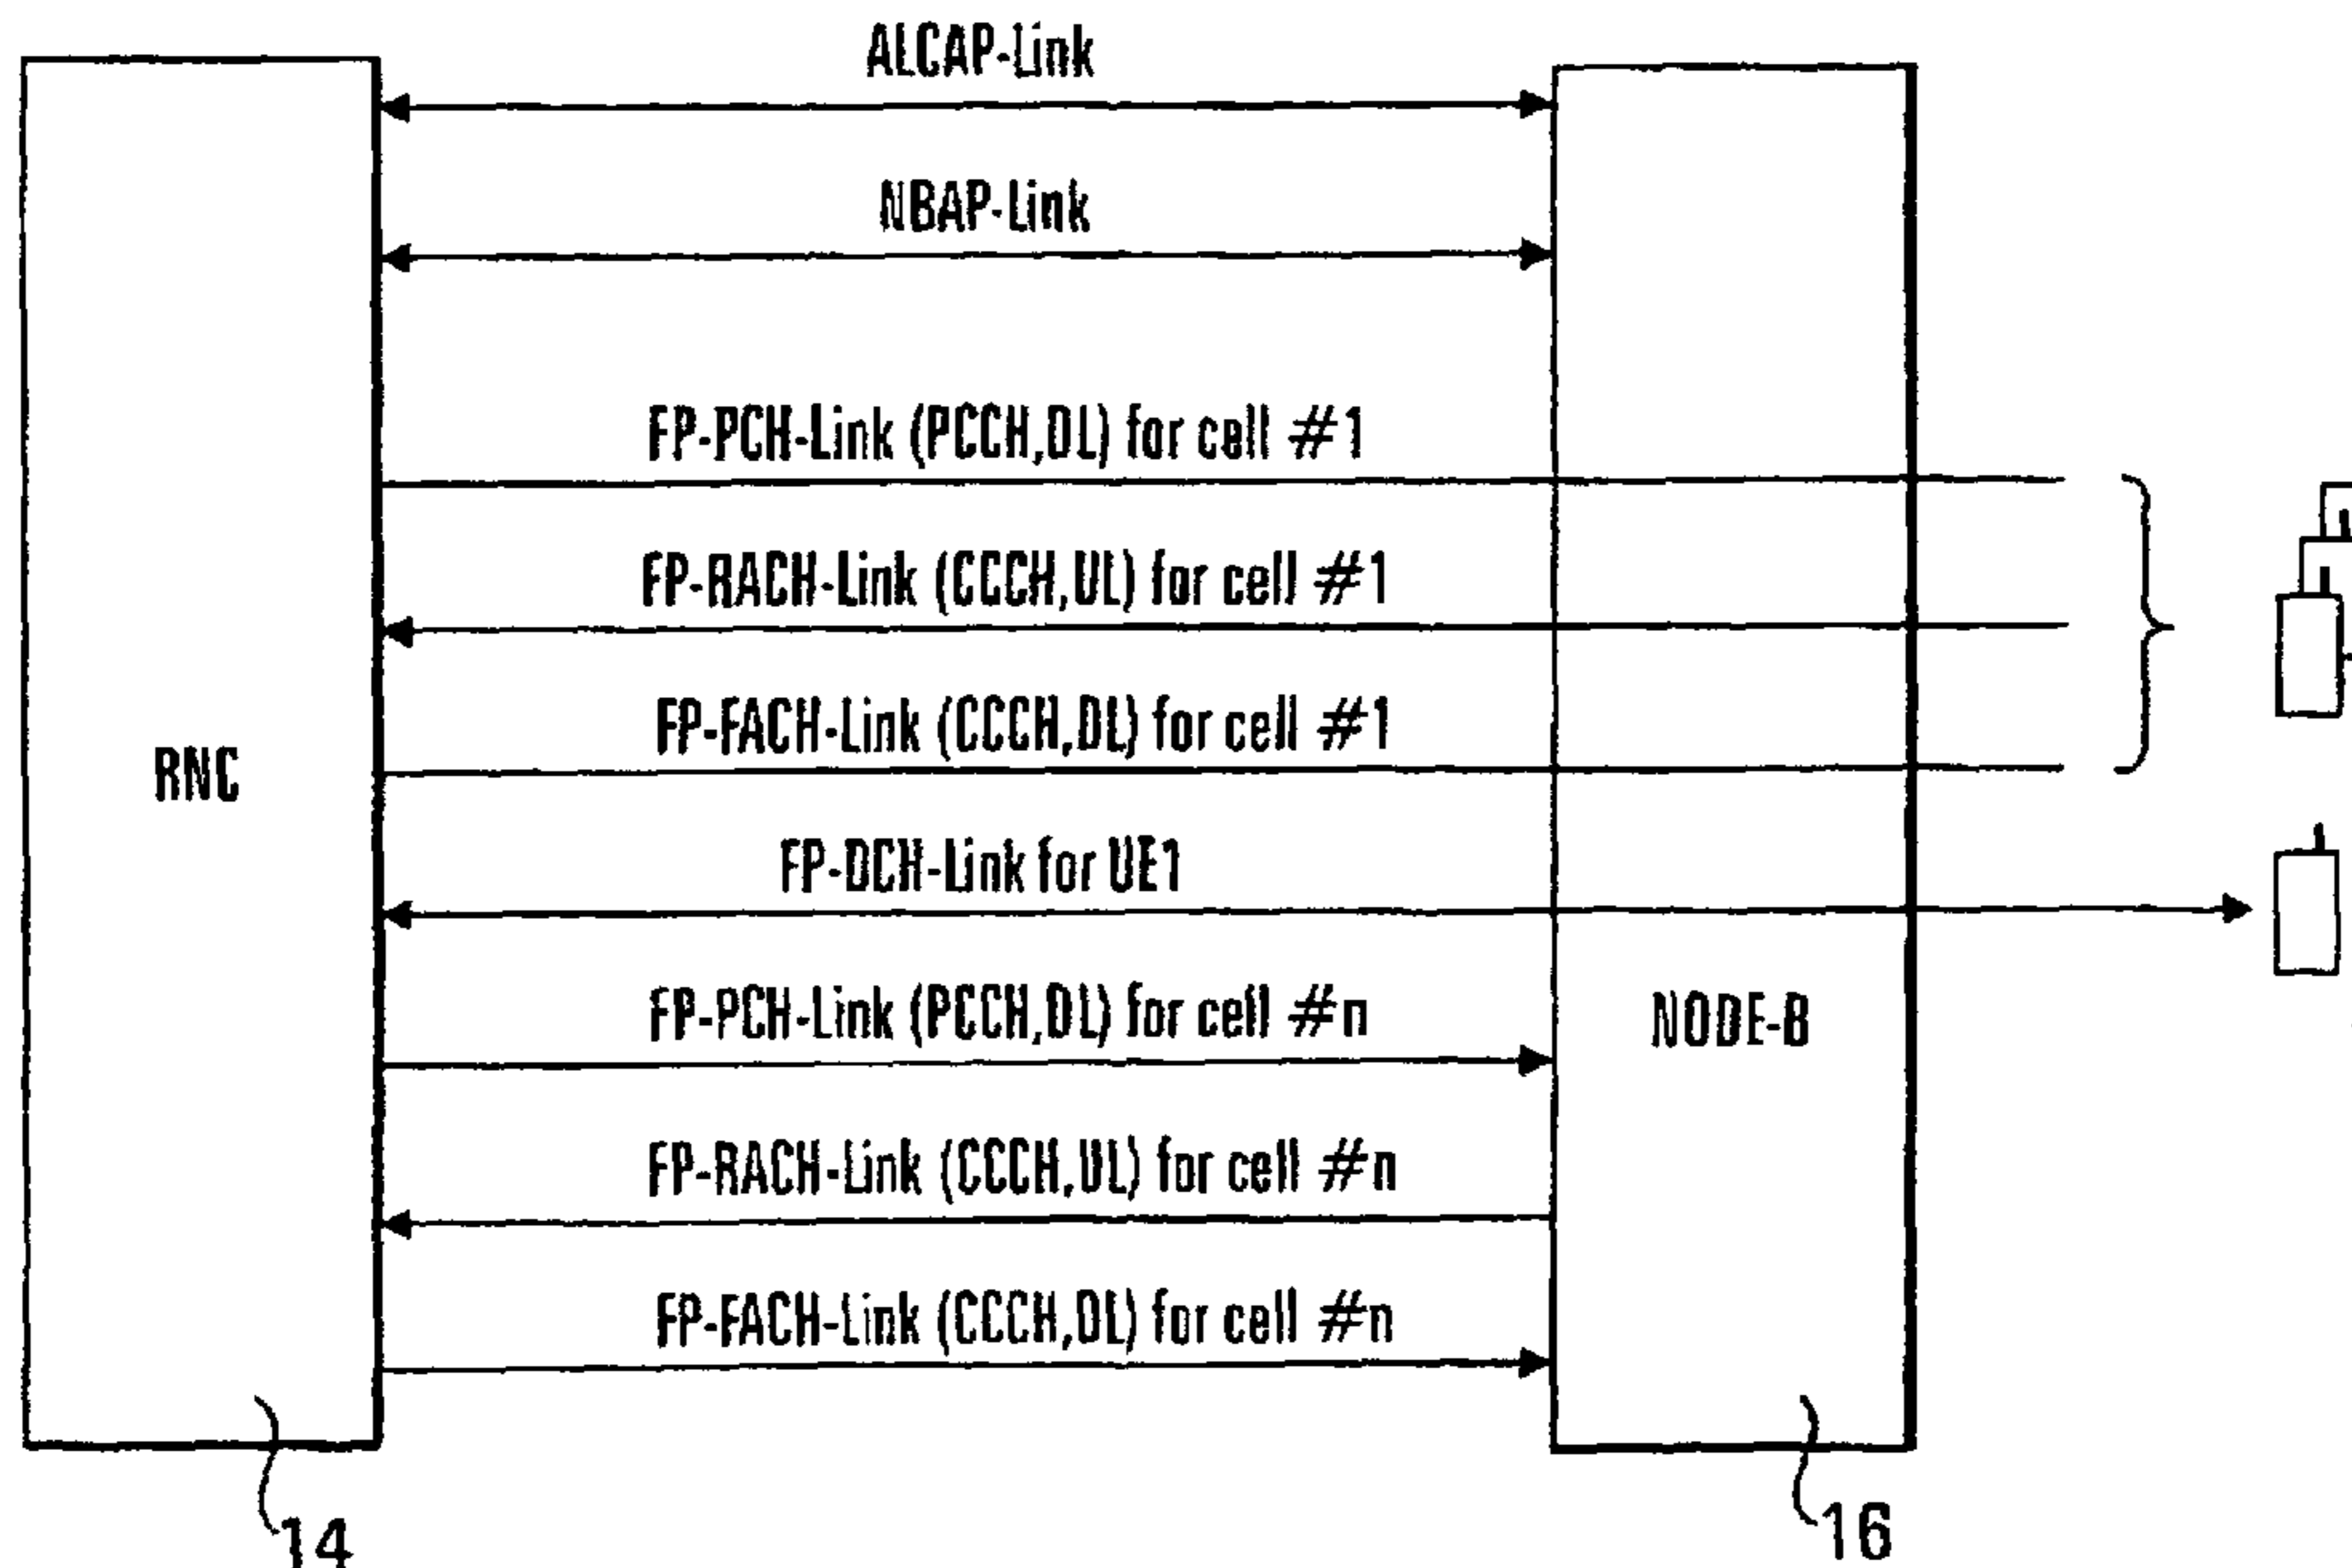 ALCAP-Link
NBAP-Link
FP-PCH-Link (PCCH,DL) for cell #1
FP-RACH-Link (CCCH,UL) for cell #1
FP-FACH-Link (CCCH,DL) for cell #1
RNC
FP-DCH-Link for UE1
FP-PCH-Link (PCCH,DL) for cell #n
NODE-B
FP-RACH-Link (CCCH,UL) for cell #n
FP-FACH-Link (CCCH,DL) for cell #n
14
16